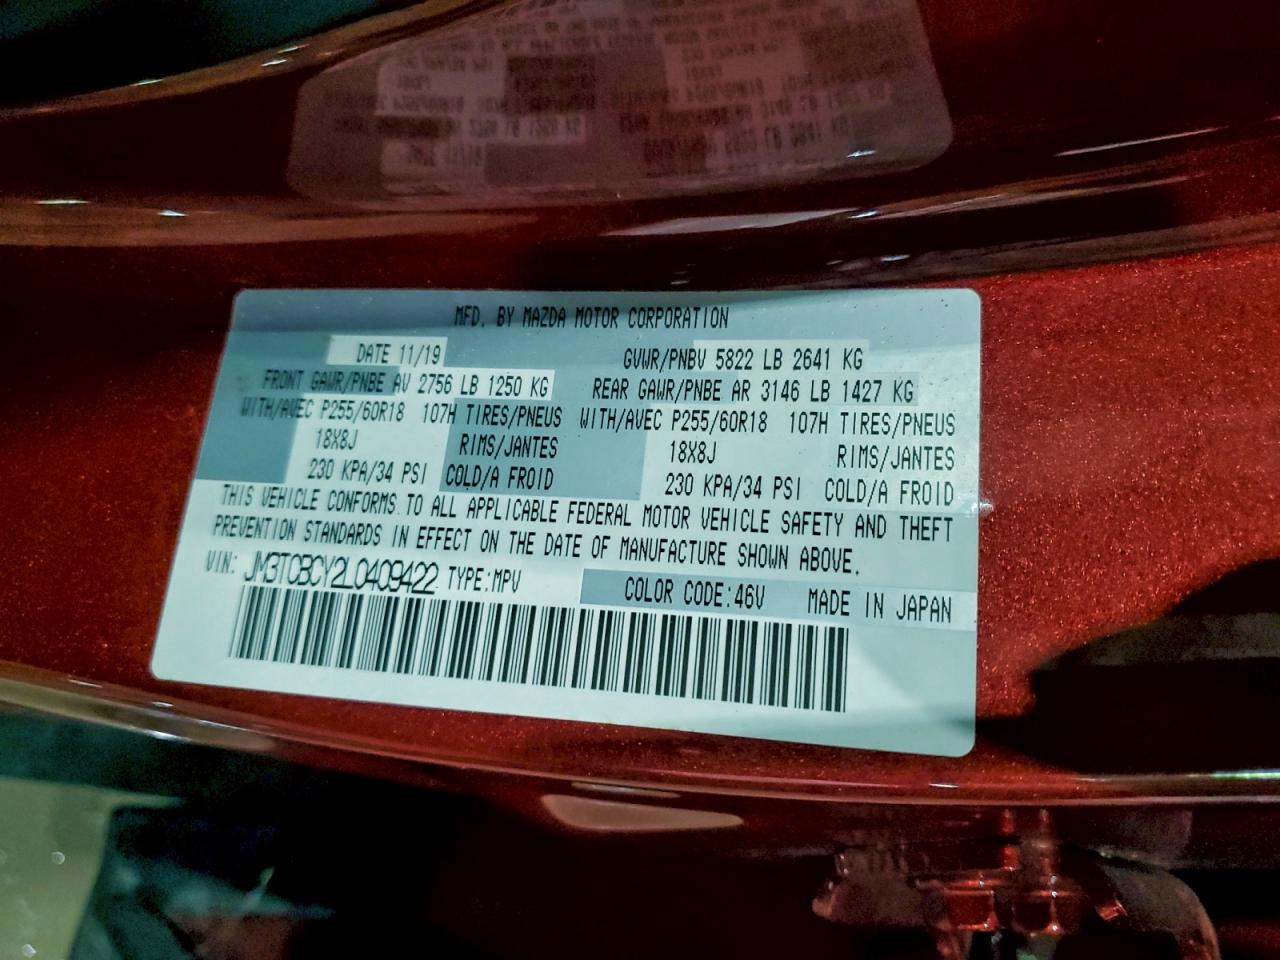 MFD. BY MAZDA MOTOR CORPORATION
DATE 11/19 GVWR/PNBV 5822 LB 2641 KG
FRONT GAWR/PNBE AV 2756 LB 1250 KG REAR GAWR/PNBE AR 3146 LB 1427 KG
WITH/AVEC P255/60R18 107H TIRES/PNEUS WITH/AVEC P255/60R18 107H TIRES/PNEUS
18X8J RIMS/JANTES 18X8J RIMS/JANTES
230 KPA/34 PSI COLD/A FROID 230 KPA/34 PSI COLD/A FROID
THIS VEHICLE CONFORMS TO ALL APPLICABLE FEDERAL MOTOR VEHICLE SAFETY AND THEFT
PREVENTION STANDARDS IN EFFECT ON THE DATE OF MANUFACTURE SHOWN ABOVE.
VIN: JM3TCBCY2L0409422 TYPE:MPV COLOR CODE:46V MADE IN JAPAN